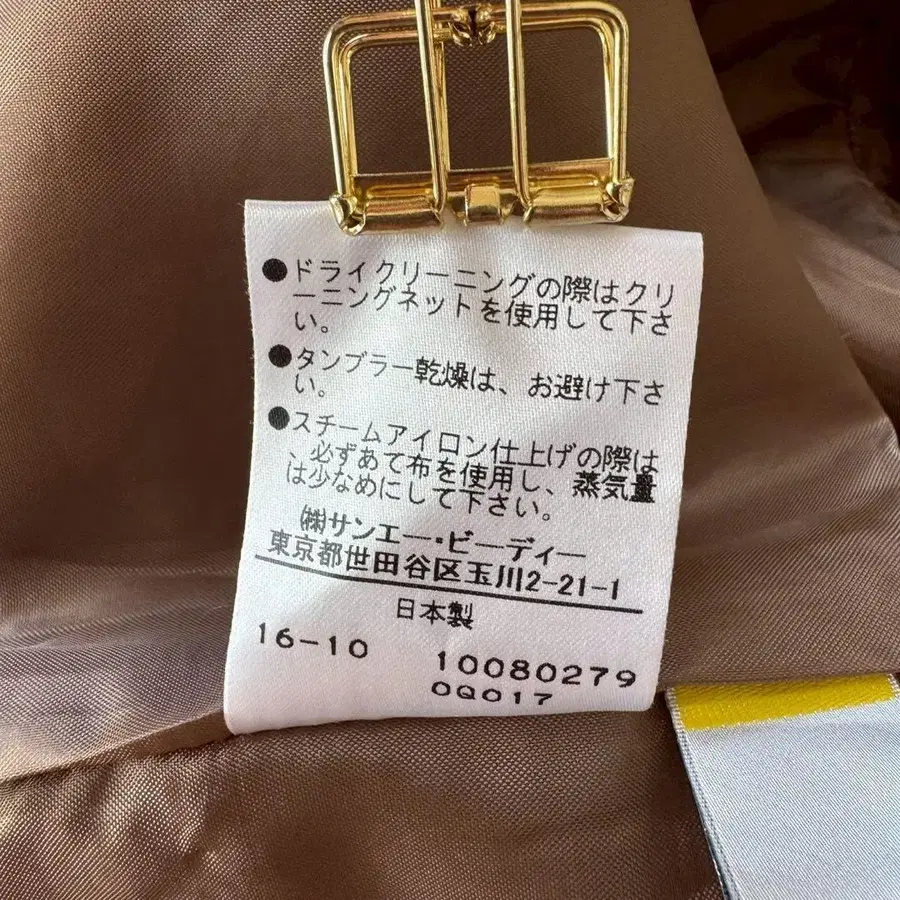 ●ドライクリーニングの際はクリ
ーニングネットを使用して下さ
い。
●タンブラー乾燥は、お避け下さ
い。
●スチームアイロン仕上げの際は
、必ずあて布を使用し、蒸気量
は少なめにして下さい。
㈱サンエー・ビーディー
東京都世田谷区玉川2-21-1
日本製
16-10
10080279
0Q017